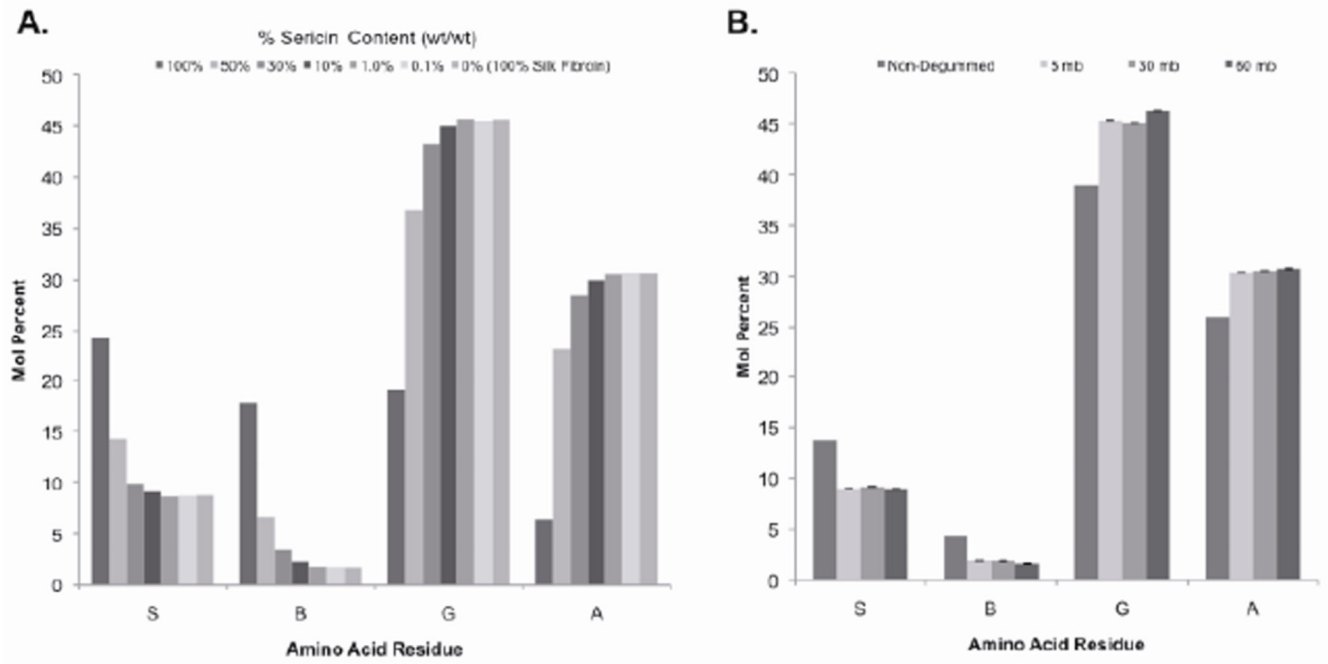 A.
% Sericin Content (wt/wt)
100% 50% 30% 10% 1.0% 0.1% 0% (100% Silk Fibroin)
50
45
40
35
30
25
20
15
10
5
0
Mol Percent
S B G A
Amino Acid Residue
B.
Non-Degummed 5 mb 30 mb 60 mb
50
45
40
35
30
25
20
15
10
5
0
Mol Percent
S B G A
Amino Acid Residue